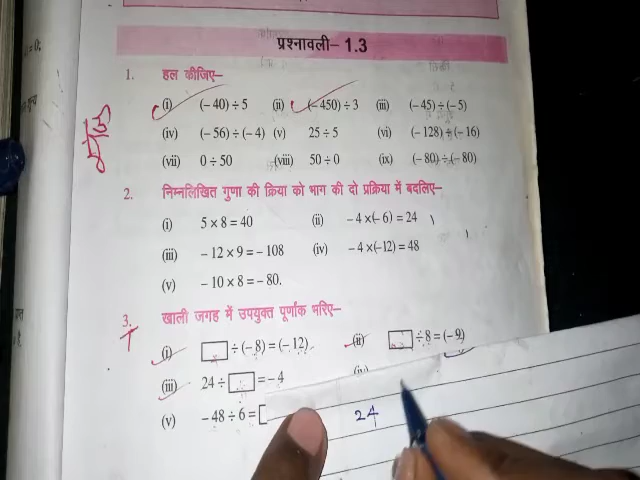 प्रश्नावली– 1.3
1. हल कीजिए–
(i) (– 40) ÷ 5 (ii) (– 450) ÷ 3 (iii) (– 45) ÷ (– 5)
(iv) (– 56) ÷ (– 4) (v) 25 ÷ 5 (vi) (– 128) ÷ (– 16)
(vii) 0 ÷ 50 (viii) 50 ÷ 0 (ix) (– 80) ÷ (– 80)
2. निम्नलिखित गुणा की क्रिया को भाग की दो प्रक्रिया में बदलिए–
(i) 5 × 8 = 40 (ii) – 4 ×(– 6) = 24
(iii) – 12 × 9 = – 108 (iv) – 4 ×(– 12) = 48
(v) – 10 × 8 = – 80.
3. खाली जगह में उपयुक्त पूर्णांक भरिए–
(i) □ ÷ (– 8) = (– 12) (ii) □ ÷ 8 = (– 9)
(iii) 24 ÷ □ = – 4
(v) – 48 ÷ 6 =
24